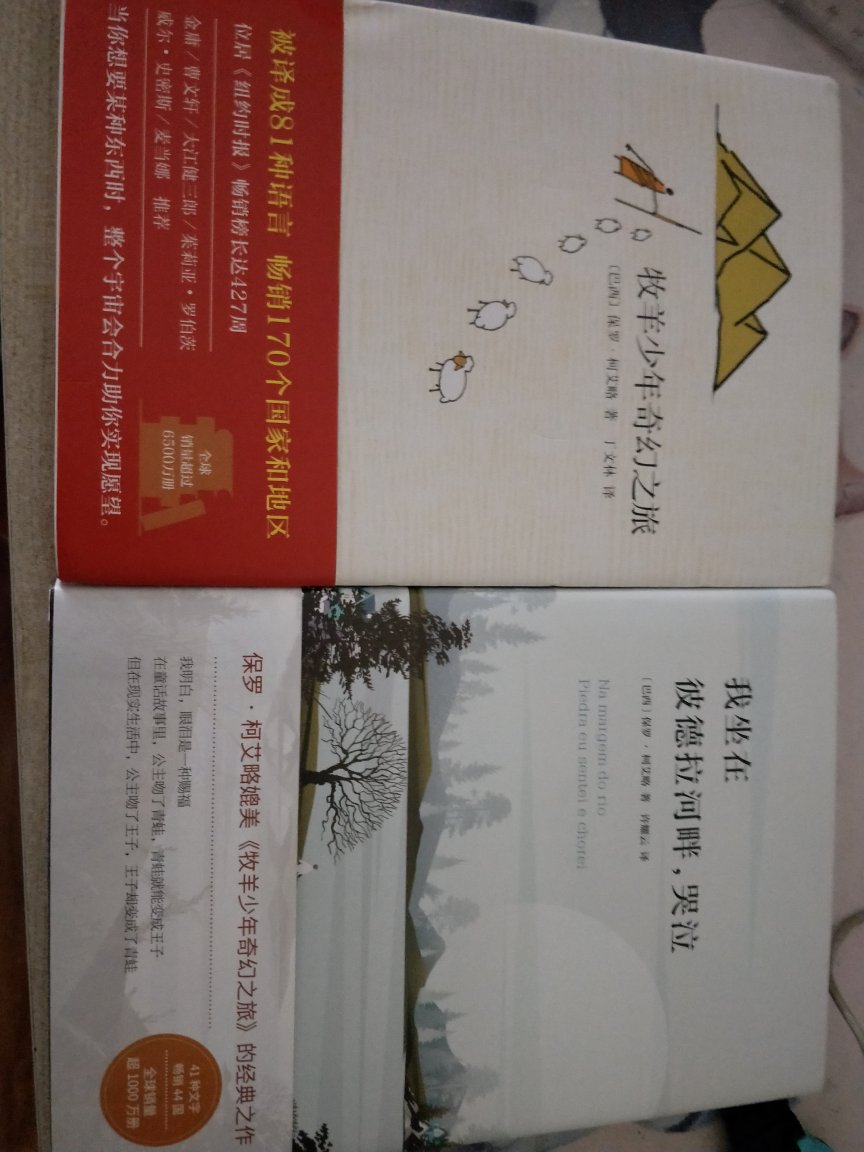 牧羊少年奇幻之旅
〔巴西〕保罗·柯艾略 著 丁文林 译
被译成81种语言 畅销170个国家和地区
位居《纽约时报》畅销榜长达427周
金庸/曹文轩/大江健三郎/茱莉亚·罗伯茨
威尔·史密斯/麦当娜 推荐
当你想要某种东西时，整个宇宙会合力助你实现愿望。
全球
销量超过
6500万册
我坐在
彼德拉河畔，哭泣
〔巴西〕保罗·柯艾略 著 许耀云 译
Na margem do rio
Piedra eu sentei e chorei
保罗·柯艾略媲美《牧羊少年奇幻之旅》的经典之作
我明白，眼泪是一种赐福
在童话故事里，公主吻了青蛙，青蛙就能变成王子
但在现实生活中，公主吻了王子，王子却变成了青蛙
41种文字
畅销44国
全球销量
超1000万册